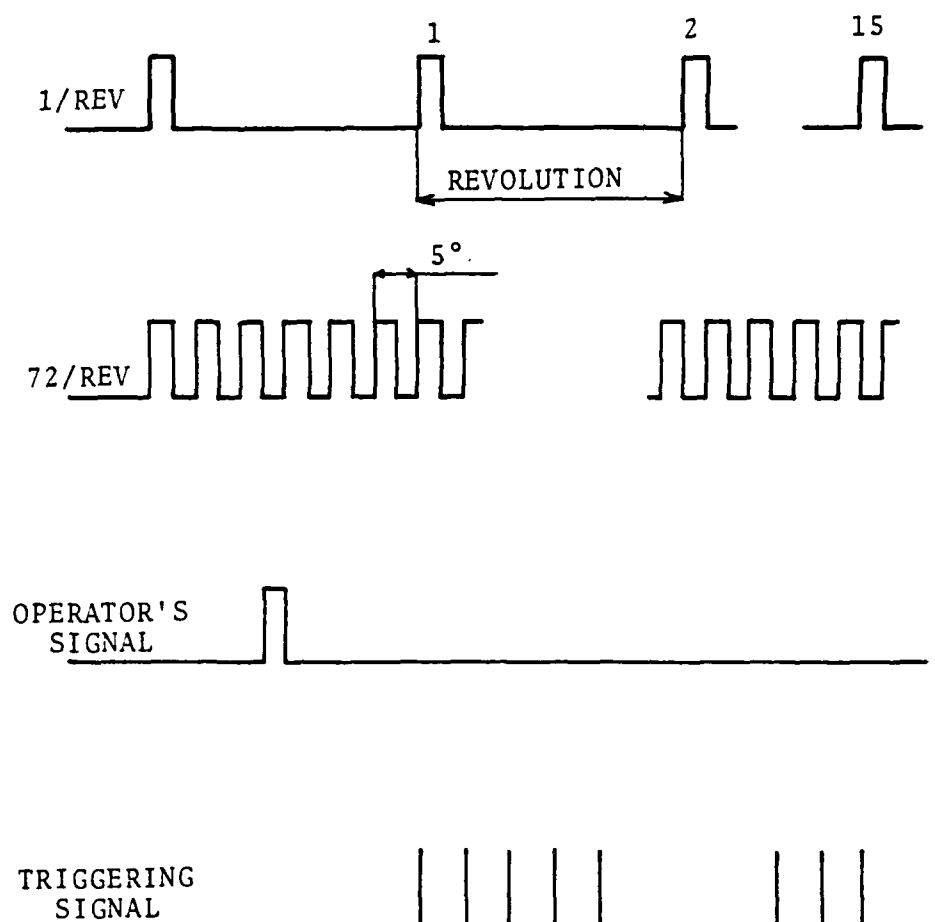 1 2 15
1/REV
REVOLUTION
5°
72/REV
OPERATOR'S
SIGNAL
TRIGGERING
SIGNAL